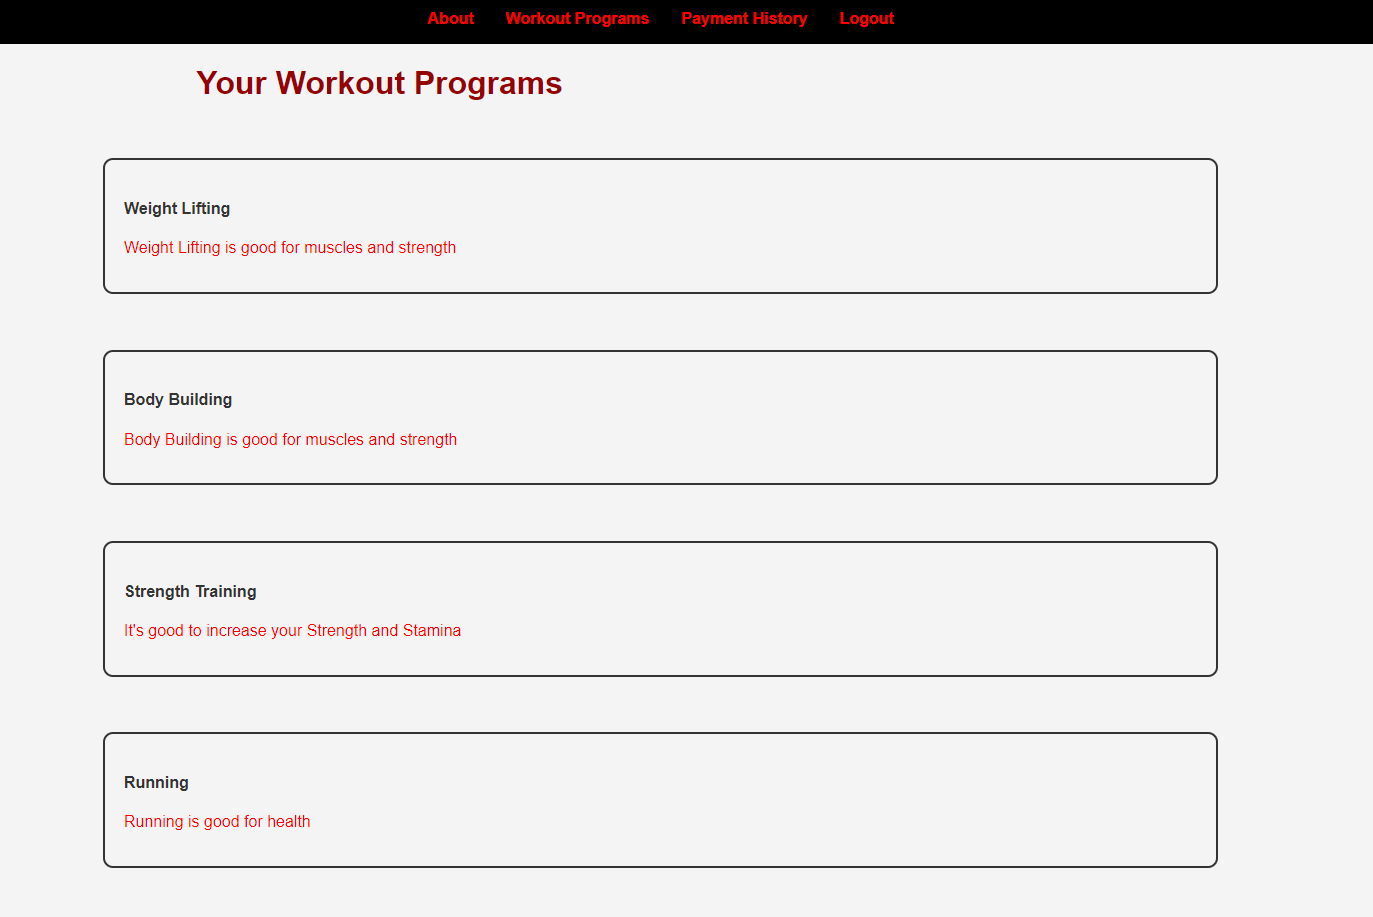 About Workout Programs Payment History Logout
Your Workout Programs
Weight Lifting
Weight Lifting is good for muscles and strength
Body Building
Body Building is good for muscles and strength
Strength Training
It's good to increase your Strength and Stamina
Running
Running is good for health